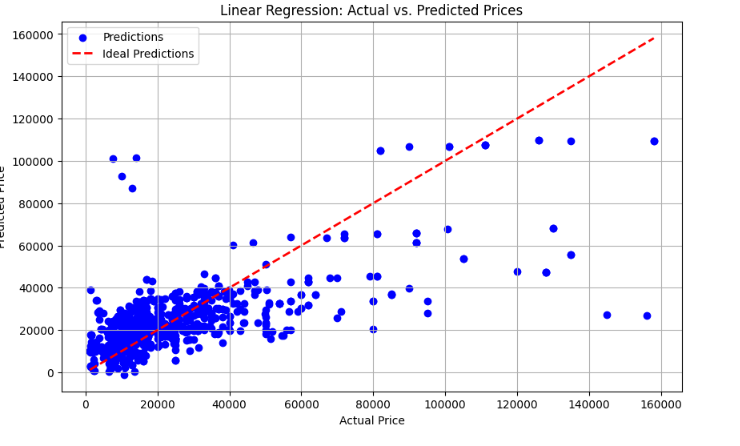 Linear Regression: Actual vs. Predicted Prices
Predictions
Ideal Predictions
160000
140000
120000
100000
80000
60000
40000
20000
0
Predicted Price
0 20000 40000 60000 80000 100000 120000 140000 160000
Actual Price